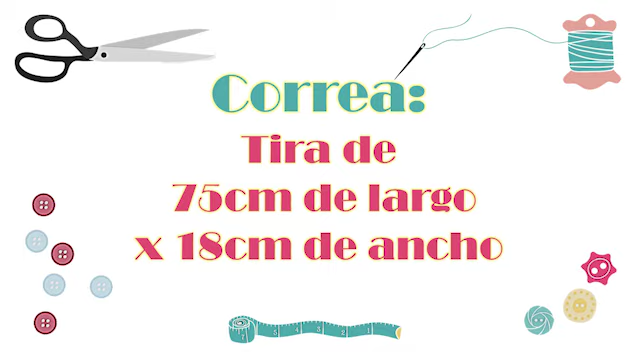 Correa:
Tira de
75cm de largo
x 18cm de ancho